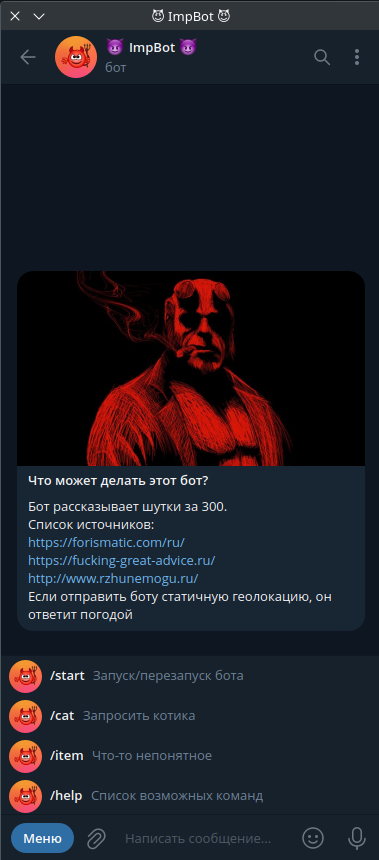 😈 ImpBot 😈
😈 ImpBot 😈
бот
Что может делать этот бот?
Бот рассказывает шутки за 300.
Список источников:
https://forismatic.com/ru/
https://fucking-great-advice.ru/
http://www.rzhunemogu.ru/
Если отправить боту статичную геолокацию, он
ответит погодой
/start Запуск/перезапуск бота
/cat Запросить котика
/item Что-то непонятное
/help Список возможных команд
Меню Написать сообщение...